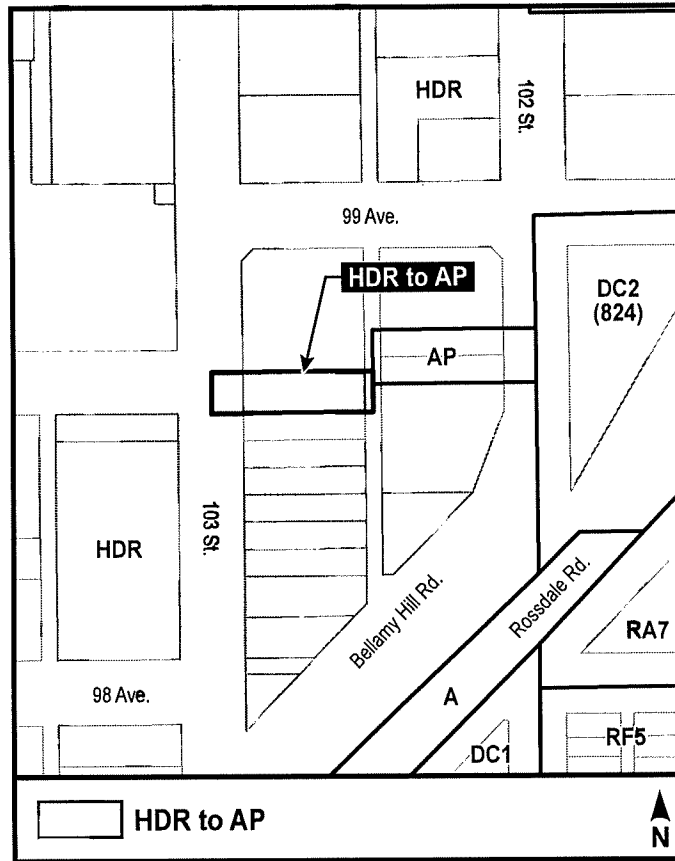 HDR
102 St.
99 Ave.
HDR to AP
DC2
(824)
AP
103 St.
HDR
Bellamy Hill Rd.
Rossdale Rd.
RA7
98 Ave.
A
DC1
RF5
HDR to AP
N